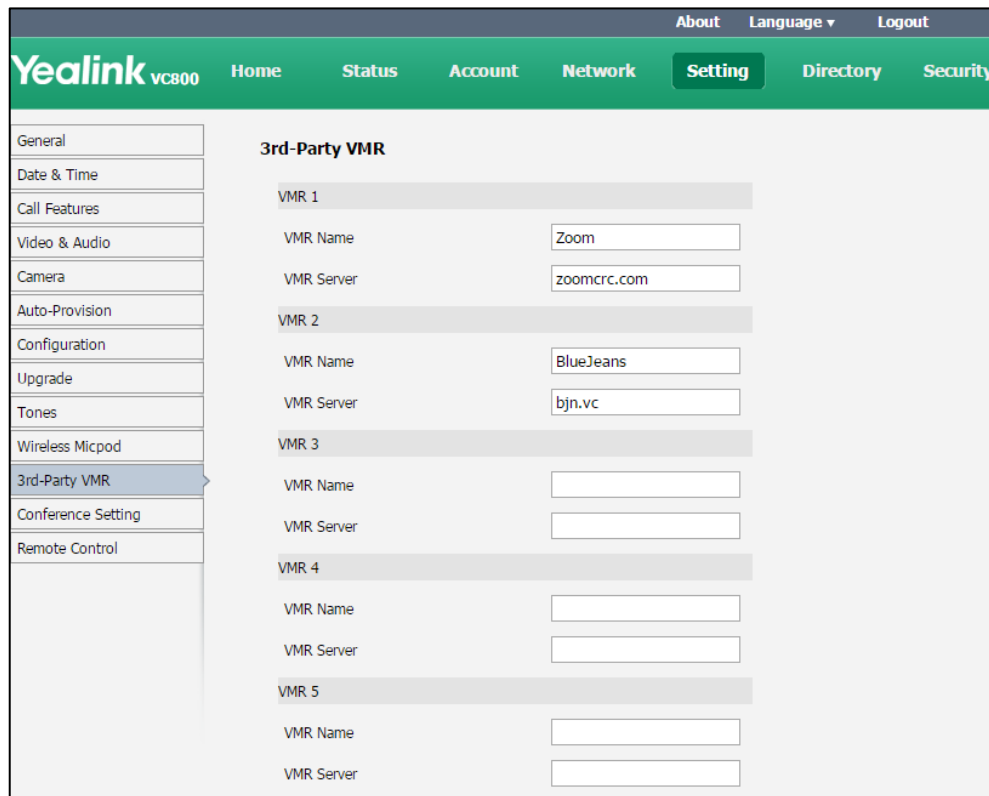 About Language ▾ Logout
Yealink VC800 Home Status Account Network Setting Directory Security
General
Date & Time
Call Features
Video & Audio
Camera
Auto-Provision
Configuration
Upgrade
Tones
Wireless Micpod
3rd-Party VMR
Conference Setting
Remote Control
3rd-Party VMR
VMR 1
VMR Name Zoom
VMR Server zoomcrc.com
VMR 2
VMR Name BlueJeans
VMR Server bjn.vc
VMR 3
VMR Name
VMR Server
VMR 4
VMR Name
VMR Server
VMR 5
VMR Name
VMR Server